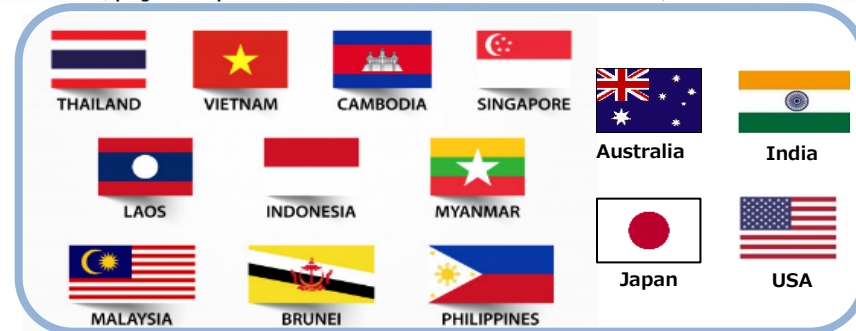 THAILAND
VIETNAM
CAMBODIA
SINGAPORE
LAOS
INDONESIA
MYANMAR
MALAYSIA
BRUNEI
PHILIPPINES
Australia
India
Japan
USA